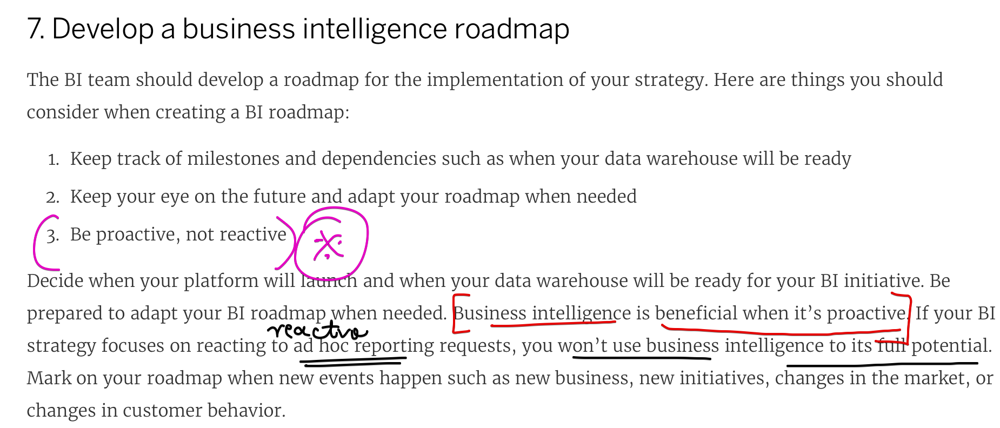 7. Develop a business intelligence roadmap
The BI team should develop a roadmap for the implementation of your strategy. Here are things you should
consider when creating a BI roadmap:
1. Keep track of milestones and dependencies such as when your data warehouse will be ready
2. Keep your eye on the future and adapt your roadmap when needed
3. Be proactive, not reactive
Decide when your platform will launch and when your data warehouse will be ready for your BI initiative. Be
prepared to adapt your BI roadmap when needed. Business intelligence is beneficial when it’s proactive. If your BI
reactive
strategy focuses on reacting to ad hoc reporting requests, you won’t use business intelligence to its full potential.
Mark on your roadmap when new events happen such as new business, new initiatives, changes in the market, or
changes in customer behavior.